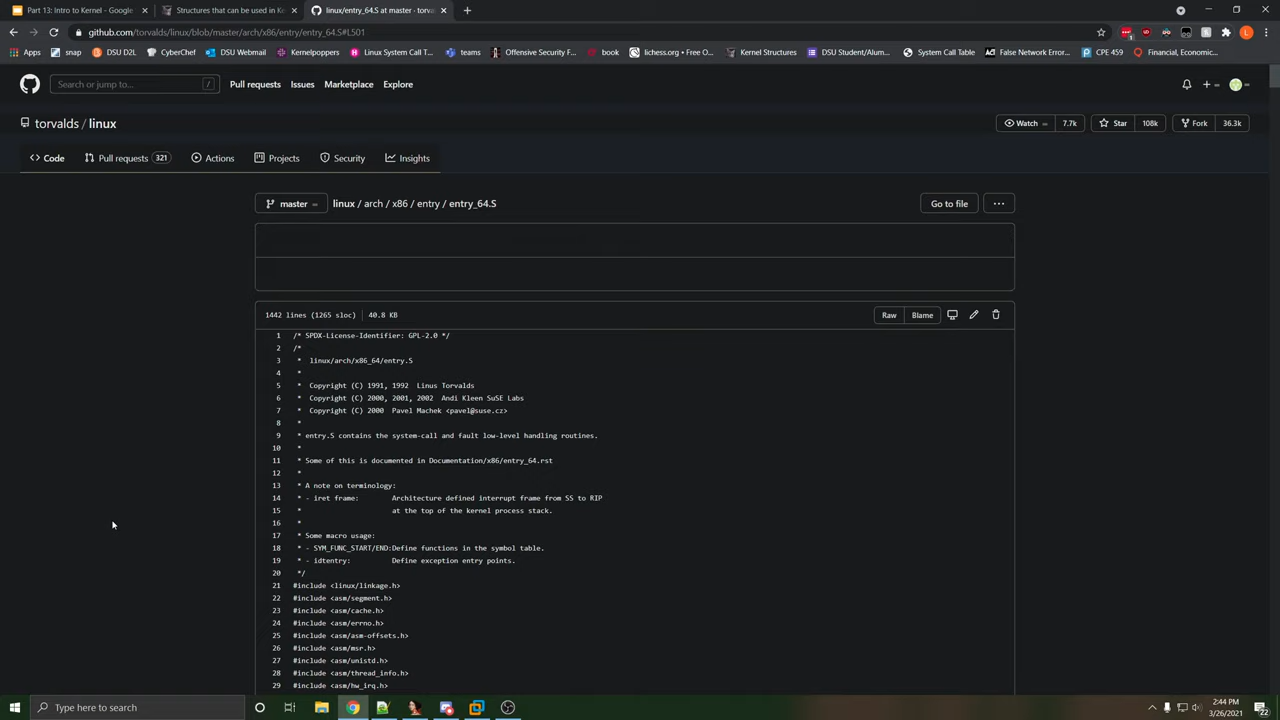 Part 13: Intro to Kernel - Google
Structures that can be used in Ke
linux/entry_64.S at master · torva
github.com/torvalds/linux/blob/master/arch/x86/entry/entry_64.S#L501
Apps
snap
DSU D2L
CyberChef
DSU Webmail
Kernelpoppers
Linux System Call T...
teams
Offensive Security F...
book
lichess.org • Free O...
Kernel Structures
DSU Student/Alum...
System Call Table
False Network Error...
CPE 459
Financial, Economic...
Search or jump to...
/
Pull requests
Issues
Marketplace
Explore
torvalds / linux
Watch
7.7k
Star
108k
Fork
36.3k
Code
Pull requests
321
Actions
Projects
Security
Insights
master
linux / arch / x86 / entry / entry_64.S
Go to file
1442 lines (1265 sloc)
40.8 KB
Raw
Blame
1 /* SPDX-License-Identifier: GPL-2.0 */
2 /*
3 * linux/arch/x86_64/entry.S
4 *
5 * Copyright (C) 1991, 1992 Linus Torvalds
6 * Copyright (C) 2000, 2001, 2002 Andi Kleen SuSE Labs
7 * Copyright (C) 2000 Pavel Machek <pavel@suse.cz>
8 *
9 * entry.S contains the system-call and fault low-level handling routines.
10 *
11 * Some of this is documented in Documentation/x86/entry_64.rst
12 *
13 * A note on terminology:
14 * - iret frame: Architecture defined interrupt frame from SS to RIP
15 * at the top of the kernel process stack.
16 *
17 * Some macro usage:
18 * - SYM_FUNC_START/END:Define functions in the symbol table.
19 * - idtentry: Define exception entry points.
20 */
21 #include <linux/linkage.h>
22 #include <asm/segment.h>
23 #include <asm/cache.h>
24 #include <asm/errno.h>
25 #include <asm/asm-offsets.h>
26 #include <asm/msr.h>
27 #include <asm/unistd.h>
28 #include <asm/thread_info.h>
29 #include <asm/hw_irq.h>
Type here to search
2:44 PM
3/26/2021
22